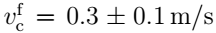 v_c^f = 0.3 ± 0.1 m/s